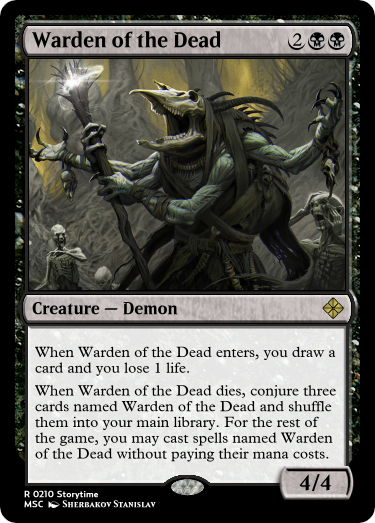 Warden of the Dead 2
Creature — Demon
When Warden of the Dead enters, you draw a
card and you lose 1 life.
When Warden of the Dead dies, conjure three
cards named Warden of the Dead and shuffle
them into your main library. For the rest of
the game, you may cast spells named Warden
of the Dead without paying their mana costs.
4/4
R 0210 Storytime
MSC Sherbakov Stanislav